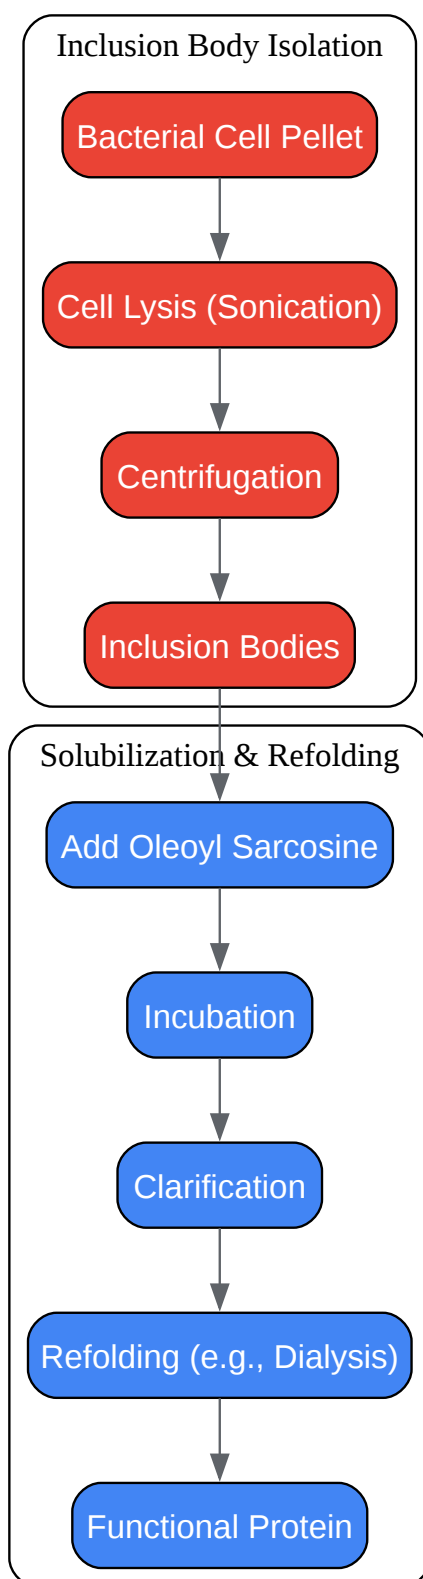 Inclusion Body Isolation
Bacterial Cell Pellet
Cell Lysis (Sonication)
Centrifugation
Inclusion Bodies
Solubilization & Refolding
Add Oleoyl Sarcosine
Incubation
Clarification
Refolding (e.g., Dialysis)
Functional Protein